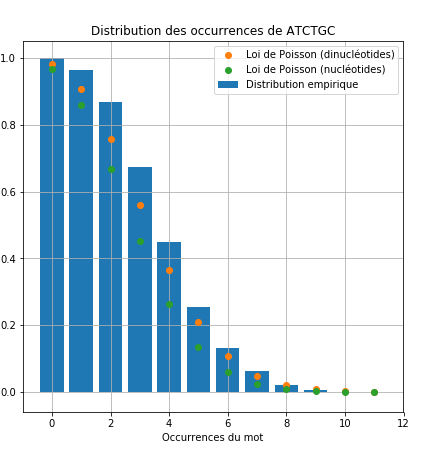 Distribution des occurrences de ATCTGC
Loi de Poisson (dinucléotides)
Loi de Poisson (nucléotides)
Distribution empirique
1.0
0.8
0.6
0.4
0.2
0.0
0 2 4 6 8 10 12
Occurrences du mot